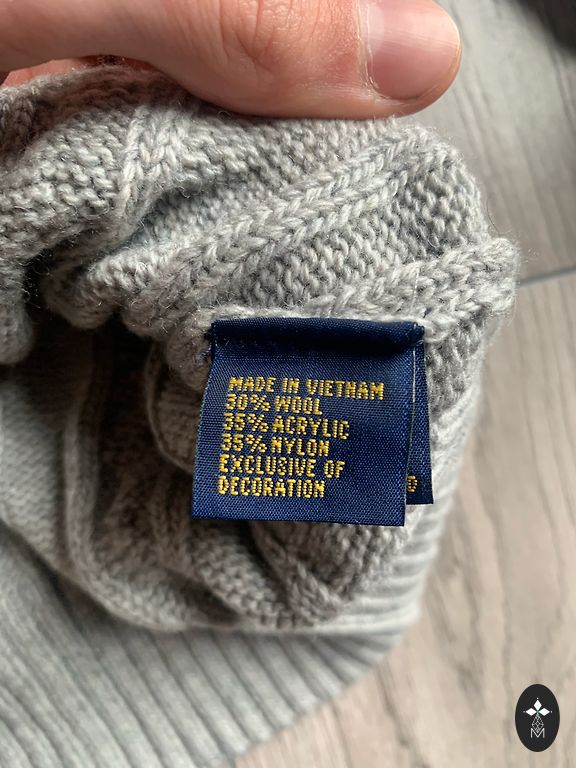 MADE IN VIETNAM
30% WOOL
35% ACRYLIC
35% NYLON
EXCLUSIVE OF
DECORATION